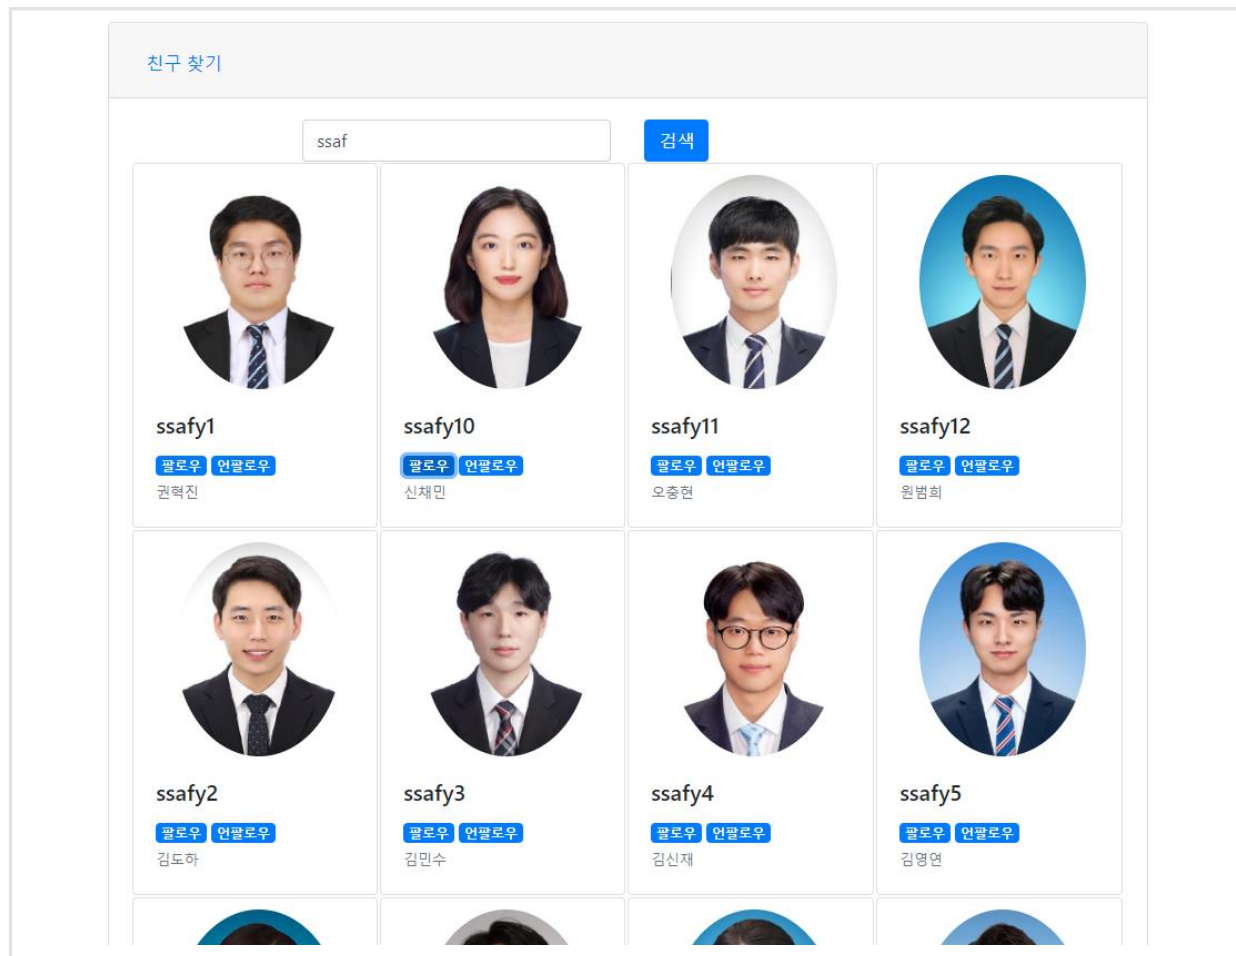 친구 찾기
ssaf 검색
ssafy1 ssafy10 ssafy11 ssafy12
팔로우 언팔로우 팔로우 언팔로우 팔로우 언팔로우 팔로우 언팔로우
권혁진 신채민 오충현 원범희
ssafy2 ssafy3 ssafy4 ssafy5
팔로우 언팔로우 팔로우 언팔로우 팔로우 언팔로우 팔로우 언팔로우
김도하 김민수 김신재 김영연